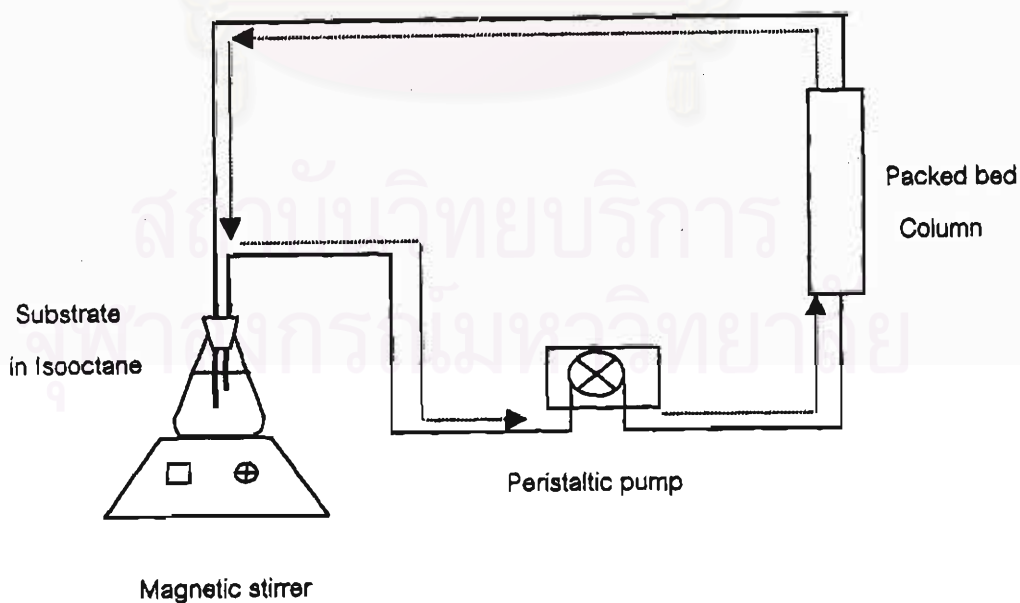 Packed bed
Column
สถาบันวิทยบริการ
Substrate
in Isooctane
จุฬาลงกรณ์มหาวิทยาลัย
Peristaltic pump
Magnetic stirrer